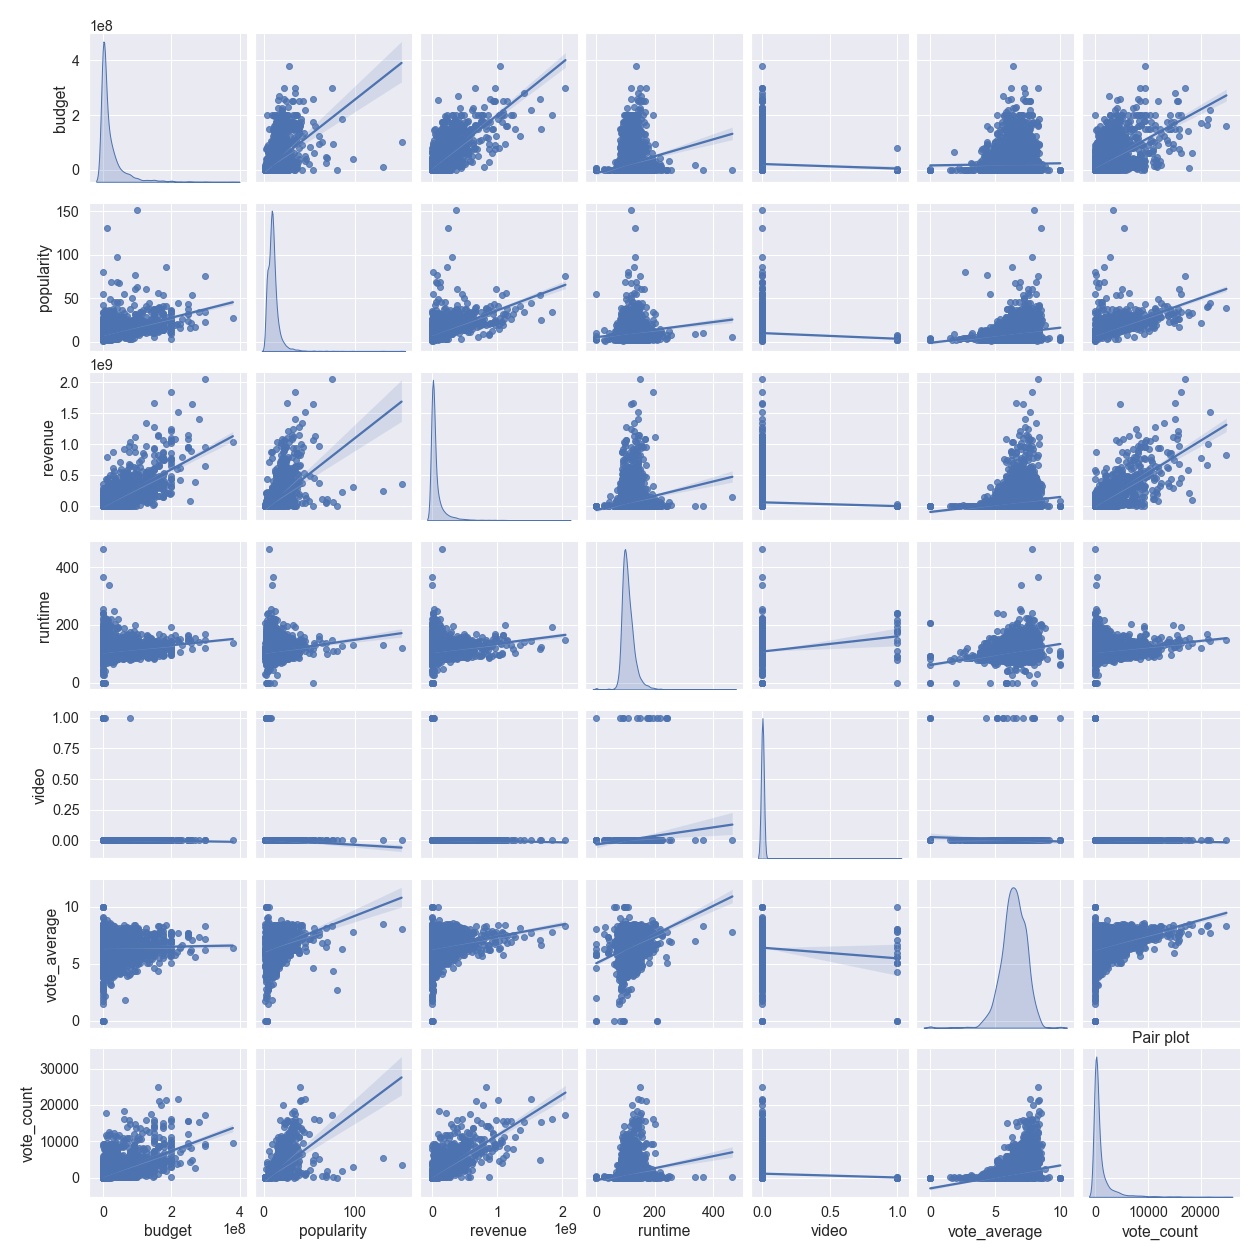 1e8
4
2
0
budget
150
100
50
0
popularity
1e9
2.0
1.5
1.0
0.5
0.0
revenue
400
200
0
runtime
1.00
0.75
0.50
0.25
0.00
video
10
5
0
vote_average
Pair plot
30000
20000
10000
0
vote_count
0 2 4 0 100 0 1 2 0 200 400 0.0 0.5 1.0 0 5 10 0 10000 20000
budget 1e8 popularity revenue 1e9 runtime video vote_average vote_count